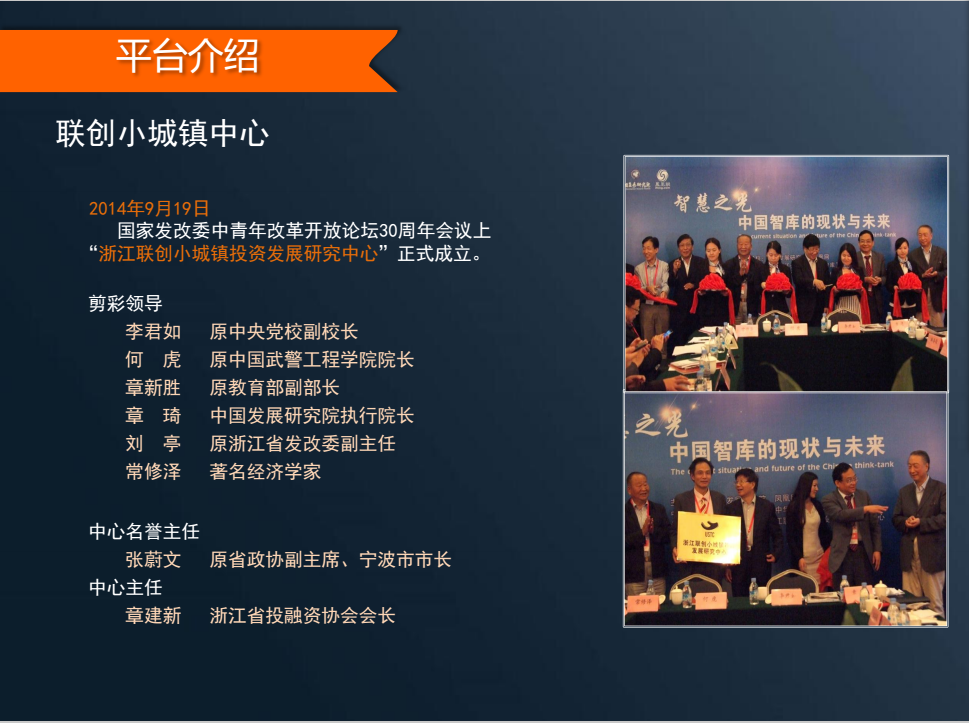 平台介绍
联创小城镇中心
2014年9月19日
国家发改委中青年改革开放论坛30周年会议上
“浙江联创小城镇投资发展研究中心”正式成立。
剪彩领导
李君如 原中央党校副校长
何 虎 原中国武警工程学院院长
章新胜 原教育部副部长
章 琦 中国发展研究院执行院长
刘 亭 原浙江省发改委副主任
常修泽 著名经济学家
中心名誉主任
张蔚文 原省政协副主席、宁波市市长
中心主任
章建新 浙江省投融资协会会长
智慧之光
中国智库的现状与未来
current situation and future of the China think-tank
之光
中国智库的现状与未来
The situation and future of the China think-tank
浙江联创小城镇
发展研究中心